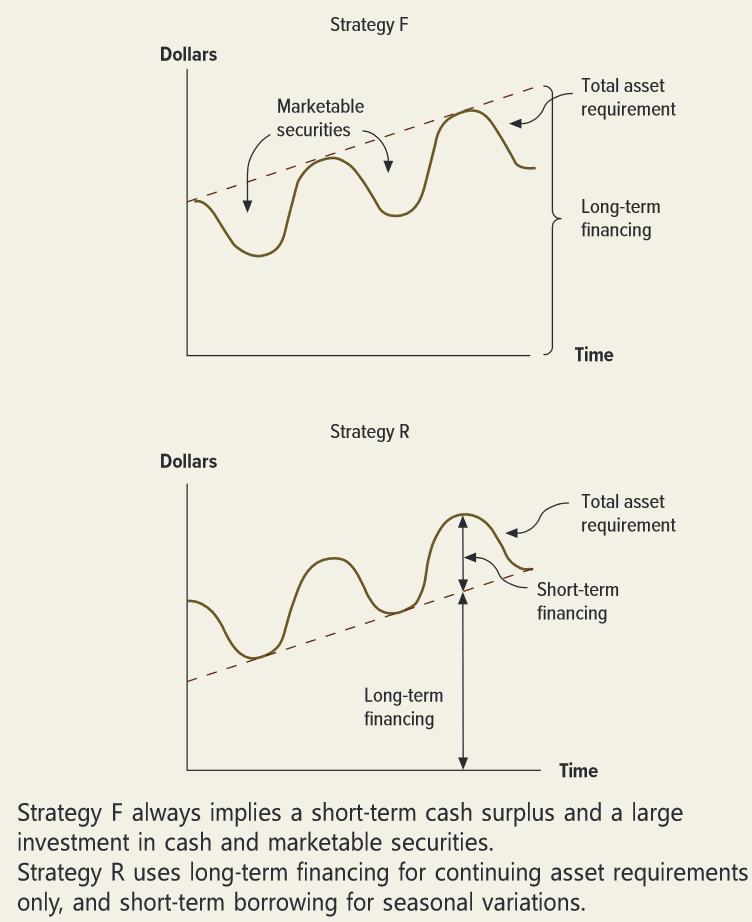 Strategy F
Dollars
Marketable
securities
Total asset
requirement
Long-term
financing
Time
Strategy R
Dollars
Total asset
requirement
Short-term
financing
Long-term
financing
Time
Strategy F always implies a short-term cash surplus and a large
investment in cash and marketable securities.
Strategy R uses long-term financing for continuing asset requirements
only, and short-term borrowing for seasonal variations.